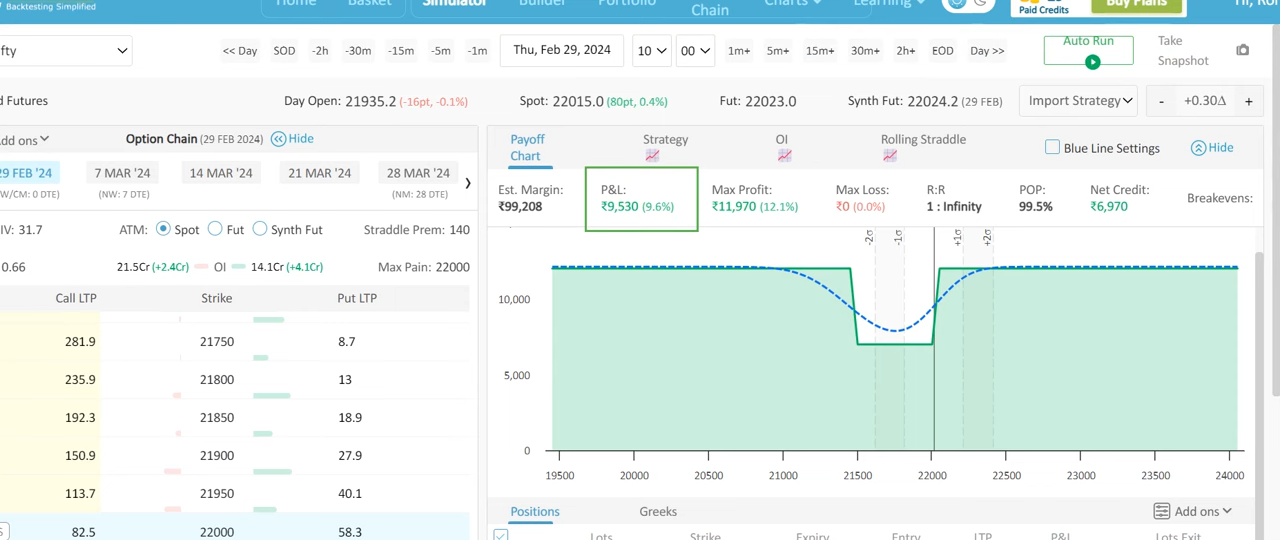 Backtesting Simplified
Home Basket Simulator Builder Portfolio Chain Charts Learning Paid Credits Buy Plans Hi,
fty << Day SOD -2h -30m -15m -5m -1m Thu, Feb 29, 2024 10 00 1m+ 5m+ 15m+ 30m+ 2h+ EOD Day >> Auto Run Take Snapshot
d Futures Day Open: 21935.2 (-16pt, -0.1%) Spot: 22015.0 (80pt, 0.4%) Fut: 22023.0 Synth Fut: 22024.2 (29 FEB) Import Strategy - +0.30Δ +
dd ons Option Chain (29 FEB 2024) Hide
29 FEB '24 7 MAR '24 14 MAR '24 21 MAR '24 28 MAR '24 ›
W/CM: 0 DTE) (NW: 7 DTE) (NM: 28 DTE)
IV: 31.7 ATM: Spot Fut Synth Fut Straddle Prem: 140
0.66 21.5Cr (+2.4Cr) OI 14.1Cr (+4.1Cr) Max Pain: 22000
Call LTP Strike Put LTP
281.9 21750 8.7
235.9 21800 13
192.3 21850 18.9
150.9 21900 27.9
113.7 21950 40.1
82.5 22000 58.3
Payoff Chart Strategy OI Rolling Straddle Blue Line Settings Hide
Est. Margin: P&L: Max Profit: Max Loss: R:R POP: Net Credit: Breakevens:
₹99,208 ₹9,530 (9.6%) ₹11,970 (12.1%) ₹0 (0.0%) 1 : Infinity 99.5% ₹6,970
-2σ -1σ +1σ +2σ
10,000
5,000
0
19500 20000 20500 21000 21500 22000 22500 23000 23500 24000
Positions Greeks Add ons
Lots Strike Expiry Entry LTP P&L Lots Exit